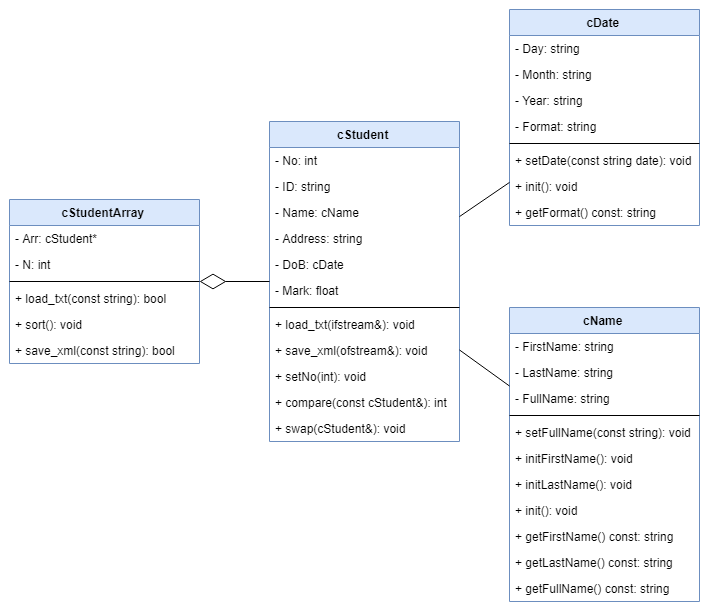 cDate
- Day: string
- Month: string
- Year: string
- Format: string
+ setDate(const string date): void
+ init(): void
+ getFormat() const: string
cStudent
- No: int
- ID: string
- Name: cName
- Address: string
- DoB: cDate
- Mark: float
+ load_txt(ifstream&): void
+ save_xml(ofstream&): void
+ setNo(int): void
+ compare(const cStudent&): int
+ swap(cStudent&): void
cStudentArray
- Arr: cStudent*
- N: int
+ load_txt(const string): bool
+ sort(): void
+ save_xml(const string): bool
cName
- FirstName: string
- LastName: string
- FullName: string
+ setFullName(const string): void
+ initFirstName(): void
+ initLastName(): void
+ init(): void
+ getFirstName() const: string
+ getLastName() const: string
+ getFullName() const: string